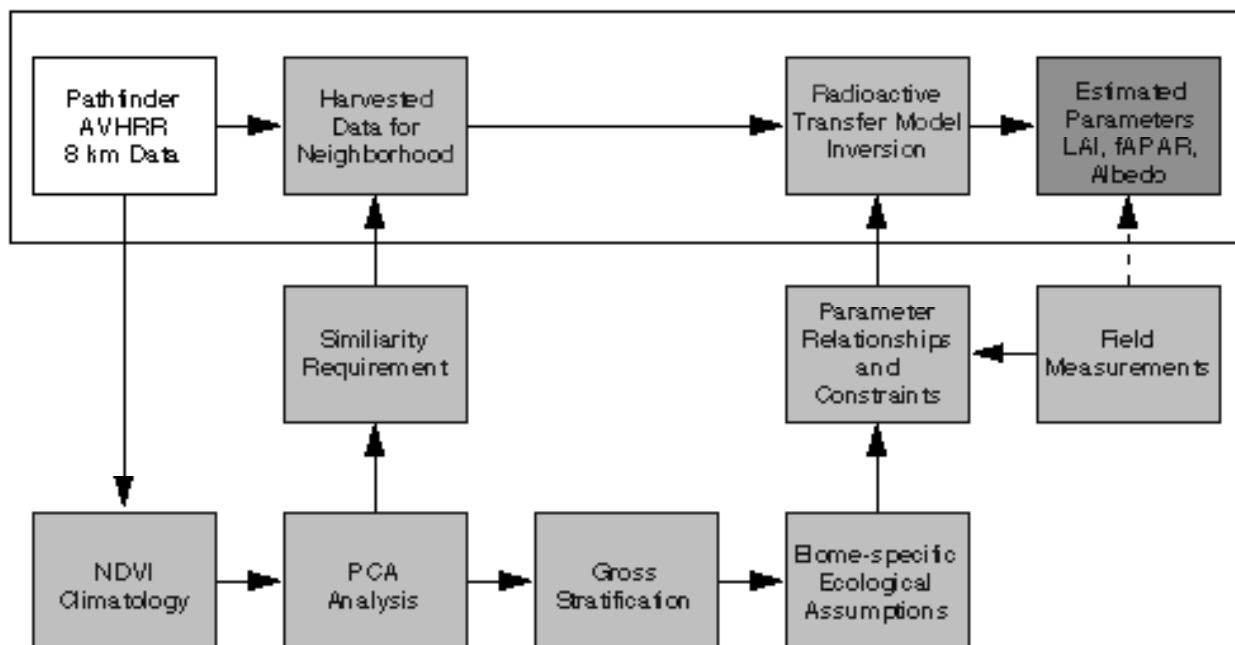 Pathfinder
AVHRR
8 km Data
Harvested
Data for
Neighborhood
Radioactive
Transfer Model
Inversion
Estimated
Parameters
LAI, fAPAR,
Albedo
Similiarity
Requirement
Parameter
Relationships
and
Constraints
Field
Measurements
NDVI
Climatology
PCA
Analysis
Gross
Stratification
Biome-specific
Ecological
Assumptions